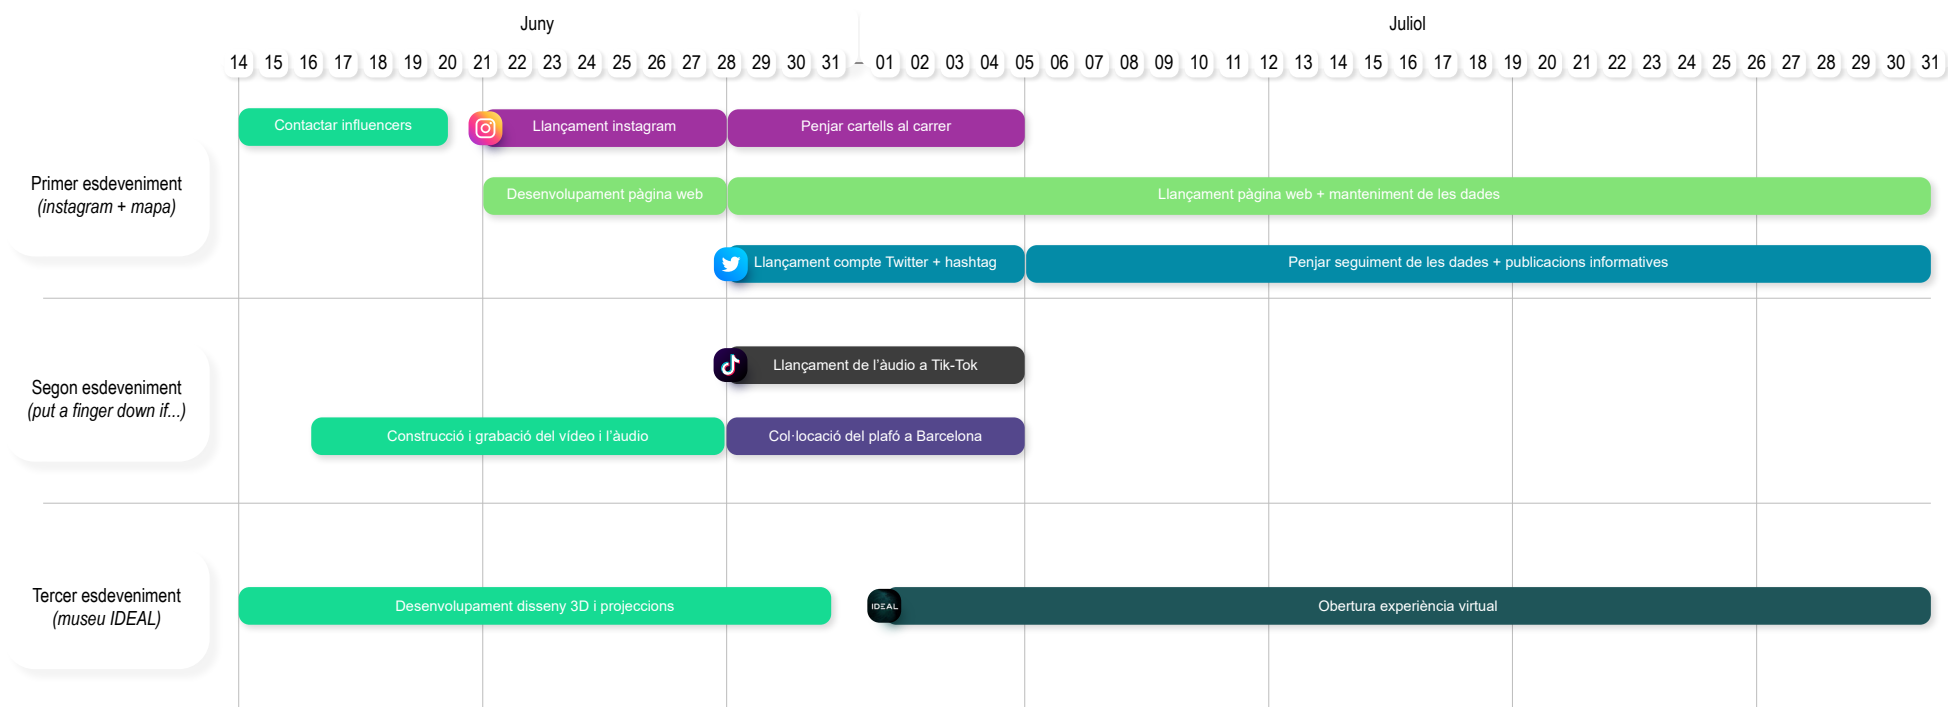 Juny
Juliol
14 15 16 17 18 19 20 21 22 23 24 25 26 27 28 29 30 31 – 01 02 03 04 05 06 07 08 09 10 11 12 13 14 15 16 17 18 19 20 21 22 23 24 25 26 27 28 29 30 31
Contactar influencers
Llançament instagram
Penjar cartells al carrer
Primer esdeveniment
(instagram + mapa)
Desenvolupament pàgina web
Llançament pàgina web + manteniment de les dades
Llançament compte Twitter + hashtag
Penjar seguiment de les dades + publicacions informatives
Segon esdeveniment
(put a finger down if...)
Llançament de l'àudio a Tik-Tok
Construcció i grabació del vídeo i l'àudio
Col·locació del plafó a Barcelona
Tercer esdeveniment
(museu IDEAL)
Desenvolupament disseny 3D i projeccions
IDEAL
Obertura experiència virtual